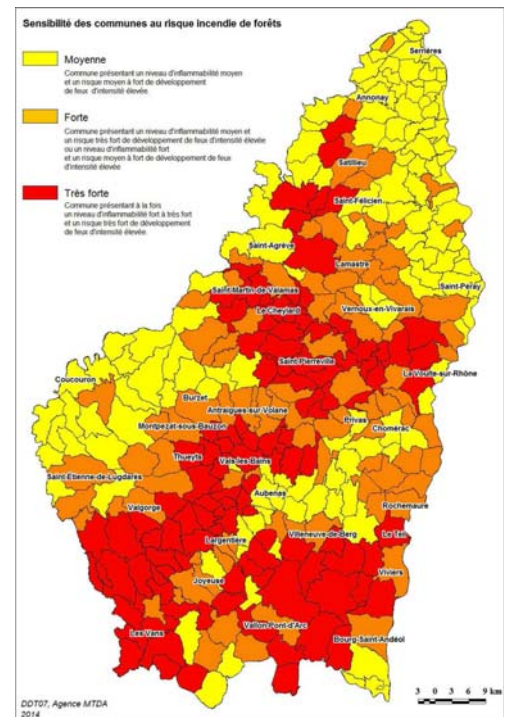 Sensibilité des communes au risque incendie de forêts
Moyenne
Commune présentant un niveau d'inflammabilité moyen
et un risque moyen à fort de développement
de feux d'intensité élevée.
Forte
Commune présentant un niveau d'inflammabilité moyen et
un risque très fort de développement de feux d'intensité élevée
ou un niveau d'inflammabilité fort
et un risque moyen à fort de développement de feux
d'intensité élevée
Très forte
Commune présentant à la fois
un niveau d'inflammabilité fort à très fort
et un risque très fort de développement
de feux d'intensité élevée.
Serrières
Annonay
Satillieu
Saint-Félicien
Saint-Agrève
Lamastre
Saint-Martin-de-Valamas
Saint-Péray
Le Cheylard
Vernoux-en-Vivarais
Saint-Pierreville
La Voulte-sur-Rhône
Coucouron
Burzet
Antraigues-sur-Volane
Privas
Montpezat-sous-Bauzon
Chomérac
Thueyts
Vals-les-Bains
Saint-Etienne-de-Lugdarès
Aubenas
Rochemaure
Valgorge
Largentière
Villeneuve-de-Berg
Le Teil
Joyeuse
Viviers
Les Vans
Vallon-Pont-d'Arc
Bourg-Saint-Andéol
3 0 3 6 9 km
DDT07, Agence MTDA
2014